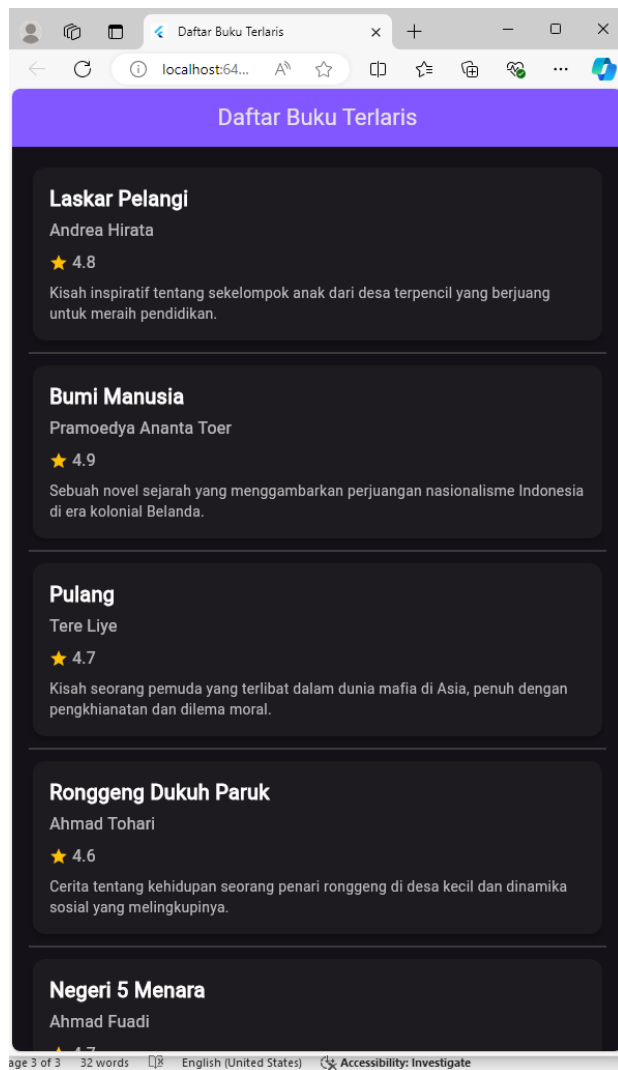 Daftar Buku Terlaris
localhost:64...
Daftar Buku Terlaris
Laskar Pelangi
Andrea Hirata
4.8
Kisah inspiratif tentang sekelompok anak dari desa terpencil yang berjuang
untuk meraih pendidikan.
Bumi Manusia
Pramoedya Ananta Toer
4.9
Sebuah novel sejarah yang menggambarkan perjuangan nasionalisme Indonesia
di era kolonial Belanda.
Pulang
Tere Liye
4.7
Kisah seorang pemuda yang terlibat dalam dunia mafia di Asia, penuh dengan
pengkhianatan dan dilema moral.
Ronggeng Dukuh Paruk
Ahmad Tohari
4.6
Cerita tentang kehidupan seorang penari ronggeng di desa kecil dan dinamika
sosial yang melingkupinya.
Negeri 5 Menara
Ahmad Fuadi
age 3 of 3 32 words English (United States) Accessibility: Investigate